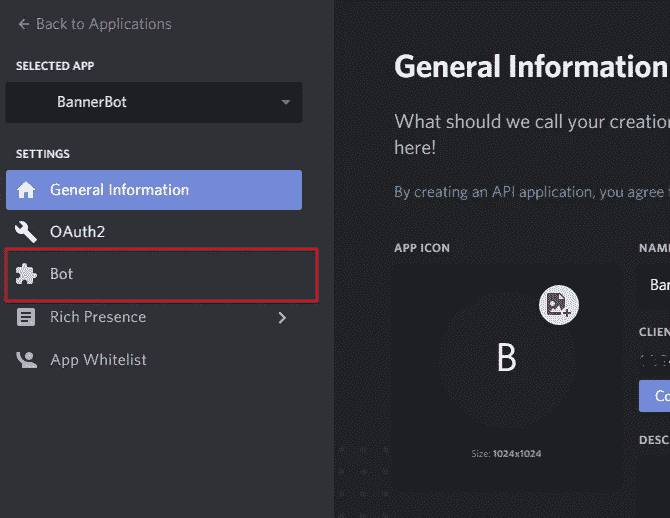 ← Back to Applications
SELECTED APP
BannerBot
SETTINGS
General Information
OAuth2
Bot
Rich Presence
App Whitelist
General Information
What should we call your creation
here!
By creating an API application, you agree
APP ICON
B
Size: 1024x1024
NAM
Bar
CLIEN
Co
DESC